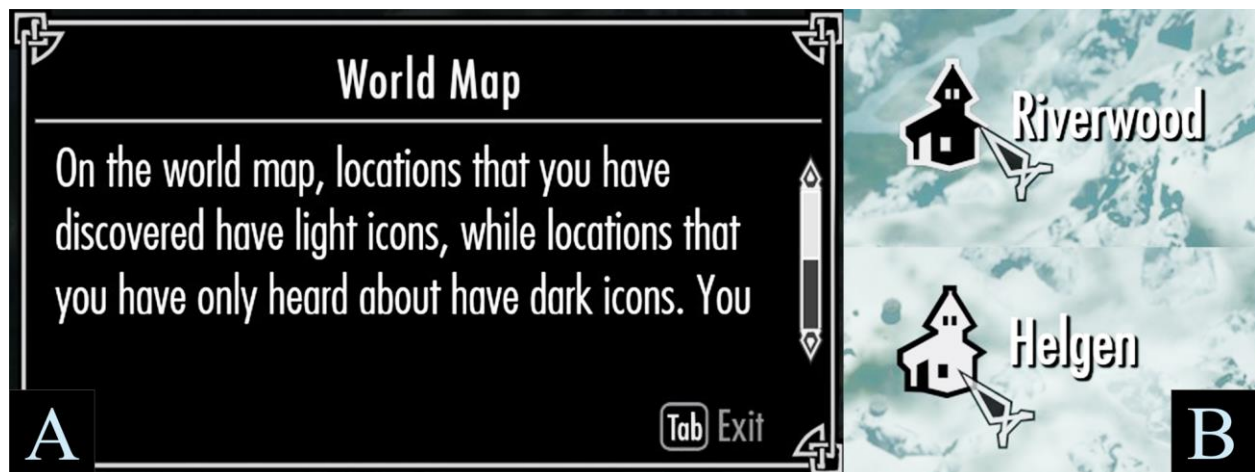 World Map
On the world map, locations that you have
discovered have light icons, while locations that
you have only heard about have dark icons. You
Tab Exit
A
Riverwood
Helgen
B